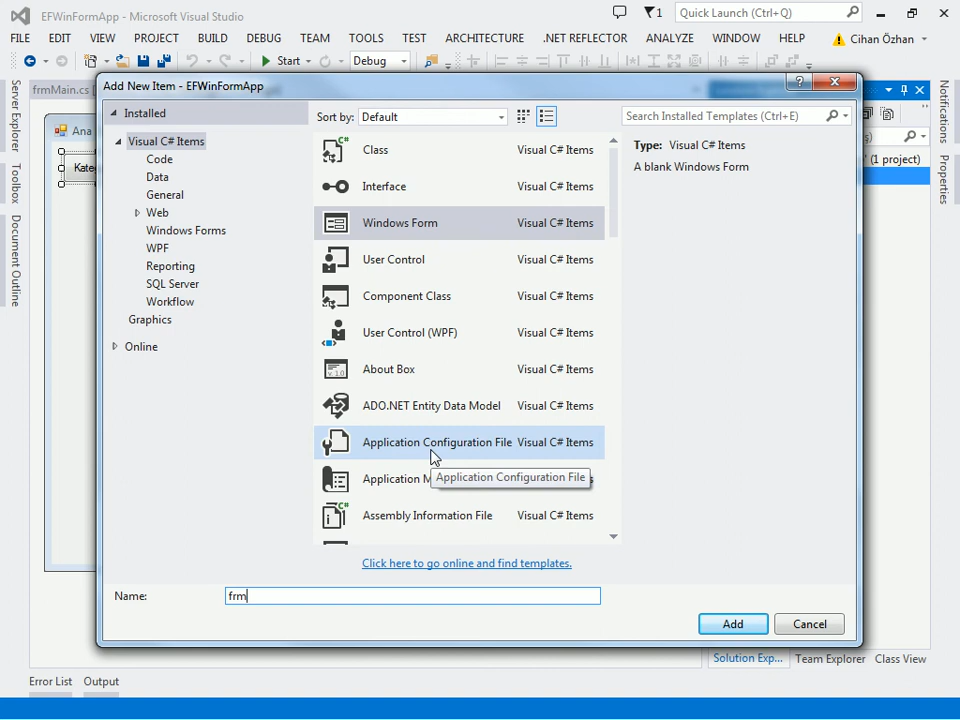 EFWinFormApp - Microsoft Visual Studio
1
Quick Launch (Ctrl+Q)
FILE EDIT VIEW PROJECT BUILD DEBUG TEAM TOOLS TEST ARCHITECTURE .NET REFLECTOR ANALYZE WINDOW HELP Cihan Özhan
Start Debug
frmMain.cs [
Add New Item - EFWinFormApp
? X
Server Explorer
Toolbox
Document Outline
Ana
Kateg
Installed
Visual C# Items
Code
Data
General
Web
Windows Forms
WPF
Reporting
SQL Server
Workflow
Graphics
Online
Sort by: Default
Search Installed Templates (Ctrl+E)
Class Visual C# Items
Interface Visual C# Items
Windows Form Visual C# Items
User Control Visual C# Items
Component Class Visual C# Items
User Control (WPF) Visual C# Items
About Box Visual C# Items
ADO.NET Entity Data Model Visual C# Items
Application Configuration File Visual C# Items
Application Configuration File
Application M
Assembly Information File Visual C# Items
Type: Visual C# Items
A blank Windows Form
Click here to go online and find templates.
Name: frm
Add Cancel
' (1 project)
Notifications
Properties
Solution Exp... Team Explorer Class View
Error List Output